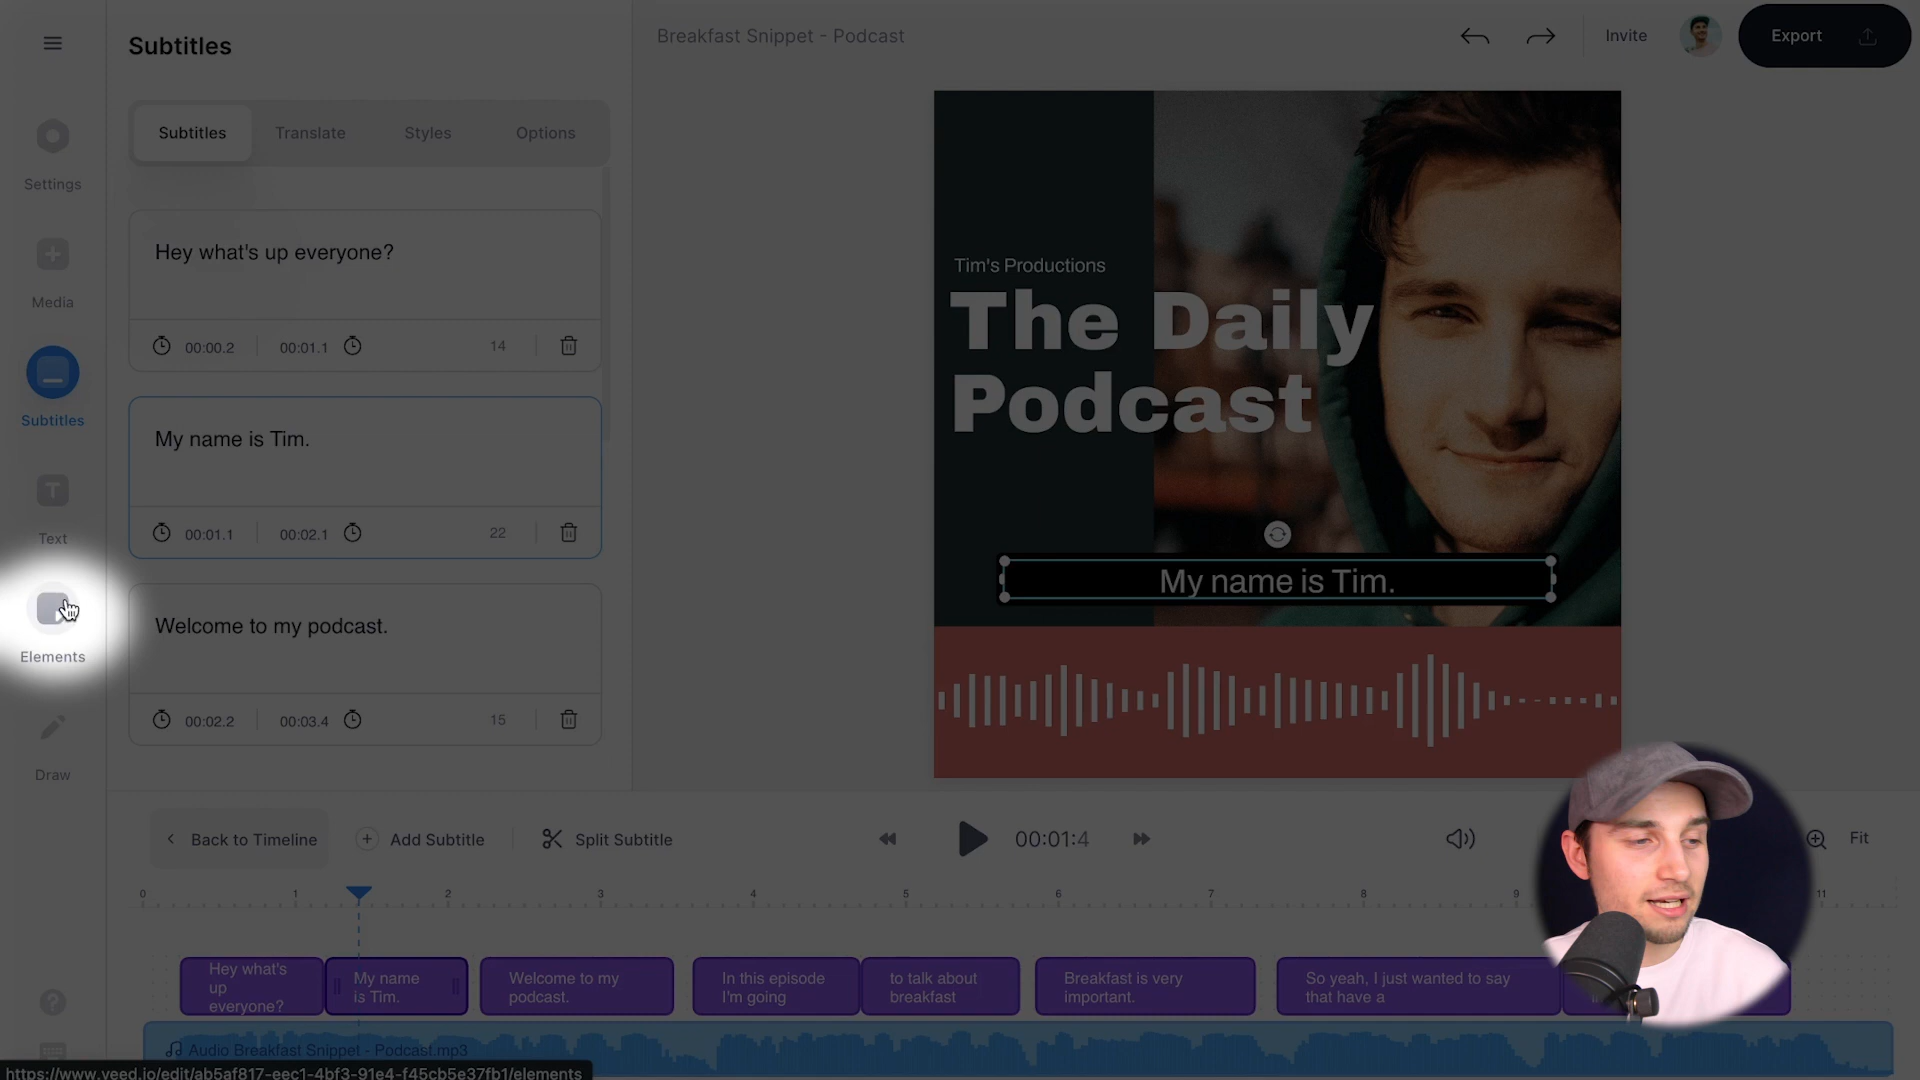 Subtitles
Breakfast Snippet - Podcast
Invite
Export
Settings
Media
Subtitles
Text
Elements
Draw
Subtitles
Translate
Styles
Options
Hey what's up everyone?
00:00.2
00:01.1
14
My name is Tim.
00:01.1
00:02.1
22
Welcome to my podcast.
00:02.2
00:03.4
15
Tim's Productions
The Daily
Podcast
My name is Tim.
Back to Timeline
Add Subtitle
Split Subtitle
00:01:4
Fit
0
1
2
3
4
5
6
7
8
9
11
Hey what's
up
everyone?
My name
is Tim.
Welcome to my
podcast.
In this episode
I'm going
to talk about
breakfast
Breakfast is very
important.
So yeah, I just wanted to say
that have a
Audio Breakfast Snippet - Podcast.mp3
https://www.veed.io/edit/ab5af817-eec1-4bf3-91e4-f45cb5e37fb1/elements